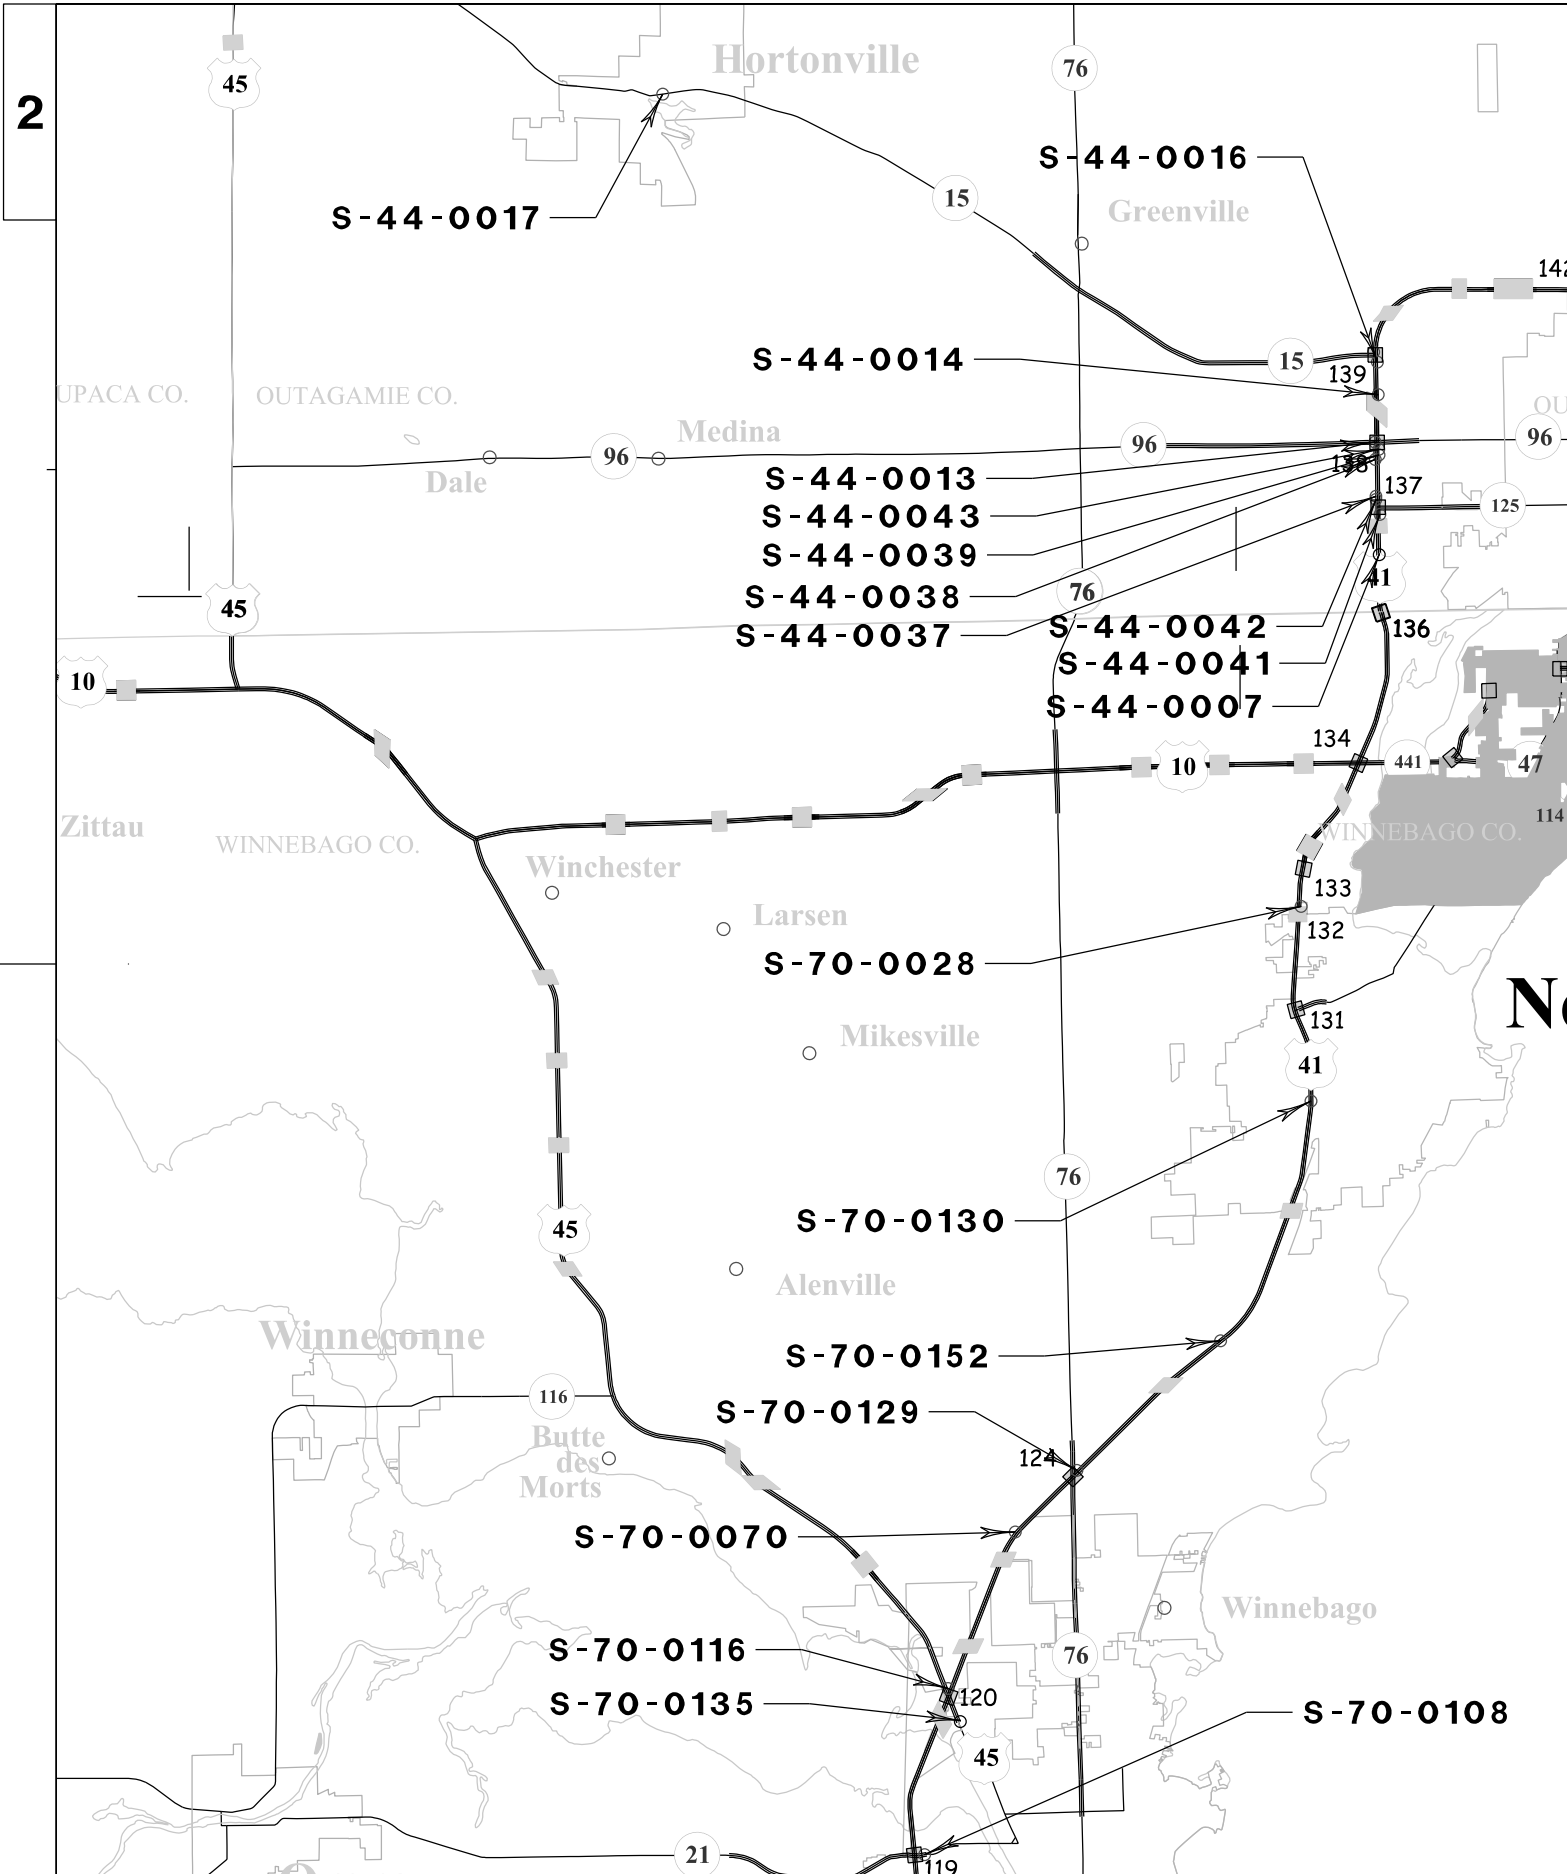 Hortonville
76
45
2
S-44-0016
15
Greenville
S-44-0017
142
S-44-0014
15
139
UPACA CO.
OUTAGAMIE CO.
OU
Medina
96
96
96
138
Dale
S-44-0013
137
S-44-0043
125
S-44-0039
41
S-44-0038
76
45
S-44-0037
S-44-0042
136
S-44-0041
10
S-44-0007
134
10
441
47
114
Zittau
WINNEBAGO CO.
WINNEBAGO CO.
Winchester
133
Larsen
132
S-70-0028
131
Mikesville
41
76
S-70-0130
45
Alenville
Winneconne
S-70-0152
116
S-70-0129
Butte
des
Morts
124
S-70-0070
Winnebago
S-70-0116
76
120
S-70-0135
S-70-0108
45
21
119